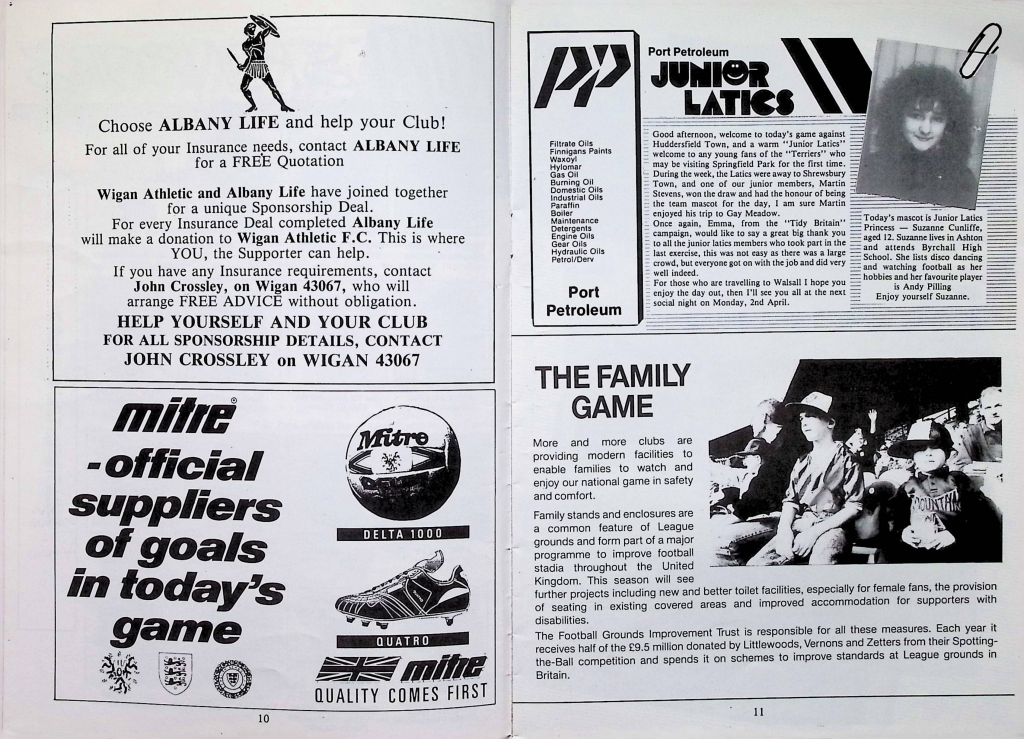 Choose ALBANY LIFE and help your Club!
For all of your Insurance needs, contact ALBANY LIFE
for a FREE Quotation
Wigan Athletic and Albany Life have joined together
for a unique Sponsorship Deal.
For every Insurance Deal completed Albany Life
will make a donation to Wigan Athletic F.C. This is where
YOU, the Supporter can help.
If you have any Insurance requirements, contact
John Crossley, on Wigan 43067, who will
arrange FREE ADVICE without obligation.
HELP YOURSELF AND YOUR CLUB
FOR ALL SPONSORSHIP DETAILS, CONTACT
JOHN CROSSLEY on WIGAN 43067
mitre®
-official
suppliers
of goals
in today's
game
Mitre
DELTA
DELTA 1000
QUATRO
mitre
QUALITY COMES FIRST
10
pp
Filtrate Oils
Finnigans Paints
Waxoyl
Hylomar
Gas Oil
Burning Oil
Domestic Oils
Industrial Oils
Paraffin
Boiler
Maintenance
Detergents
Engine Oils
Gear Oils
Hydraulic Oils
Petrol/Derv
Port
Petroleum
Port Petroleum
JUNIOR
LATICS
Good afternoon, welcome to today's game against
Huddersfield Town, and a warm "Junior Latics"
welcome to any young fans of the "Terriers" who
may be visiting Springfield Park for the first time.
During the week, the Latics were away to Shrewsbury
Town, and one of our junior members, Martin
Stevens, won the draw and had the honour of being
the team mascot for the day, I am sure Martin
enjoyed his trip to Gay Meadow.
Once again, Emma, from the "Tidy Britain"
campaign, would like to say a great big thank you
to all the junior latics members who took part in the
last exercise, this was not easy as there was a large
crowd, but everyone got on with the job and did very
well indeed.
For those who are travelling to Walsall I hope you
enjoy the day out, then I'll see you all at the next
social night on Monday, 2nd April.
Today's mascot is Junior Latics
Princess — Suzanne Cunliffe,
aged 12. Suzanne lives in Ashton
and attends Byrchall High
School. She lists disco dancing
and watching football as her
hobbies and her favourite player
is Andy Pilling
Enjoy yourself Suzanne.
THE FAMILY
GAME
More and more clubs are
providing modern facilities to
enable families to watch and
enjoy our national game in safety
and comfort.
Family stands and enclosures are
a common feature of League
grounds and form part of a major
programme to improve football
stadia throughout the United
Kingdom. This season will see
further projects including new and better toilet facilities, especially for female fans, the provision
of seating in existing covered areas and improved accommodation for supporters with
disabilities.
The Football Grounds Improvement Trust is responsible for all these measures. Each year it
receives half of the £9.5 million donated by Littlewoods, Vernons and Zetters from their Spotting-
the-Ball competition and spends it on schemes to improve standards at League grounds in
Britain.
MOUNTAIN
11